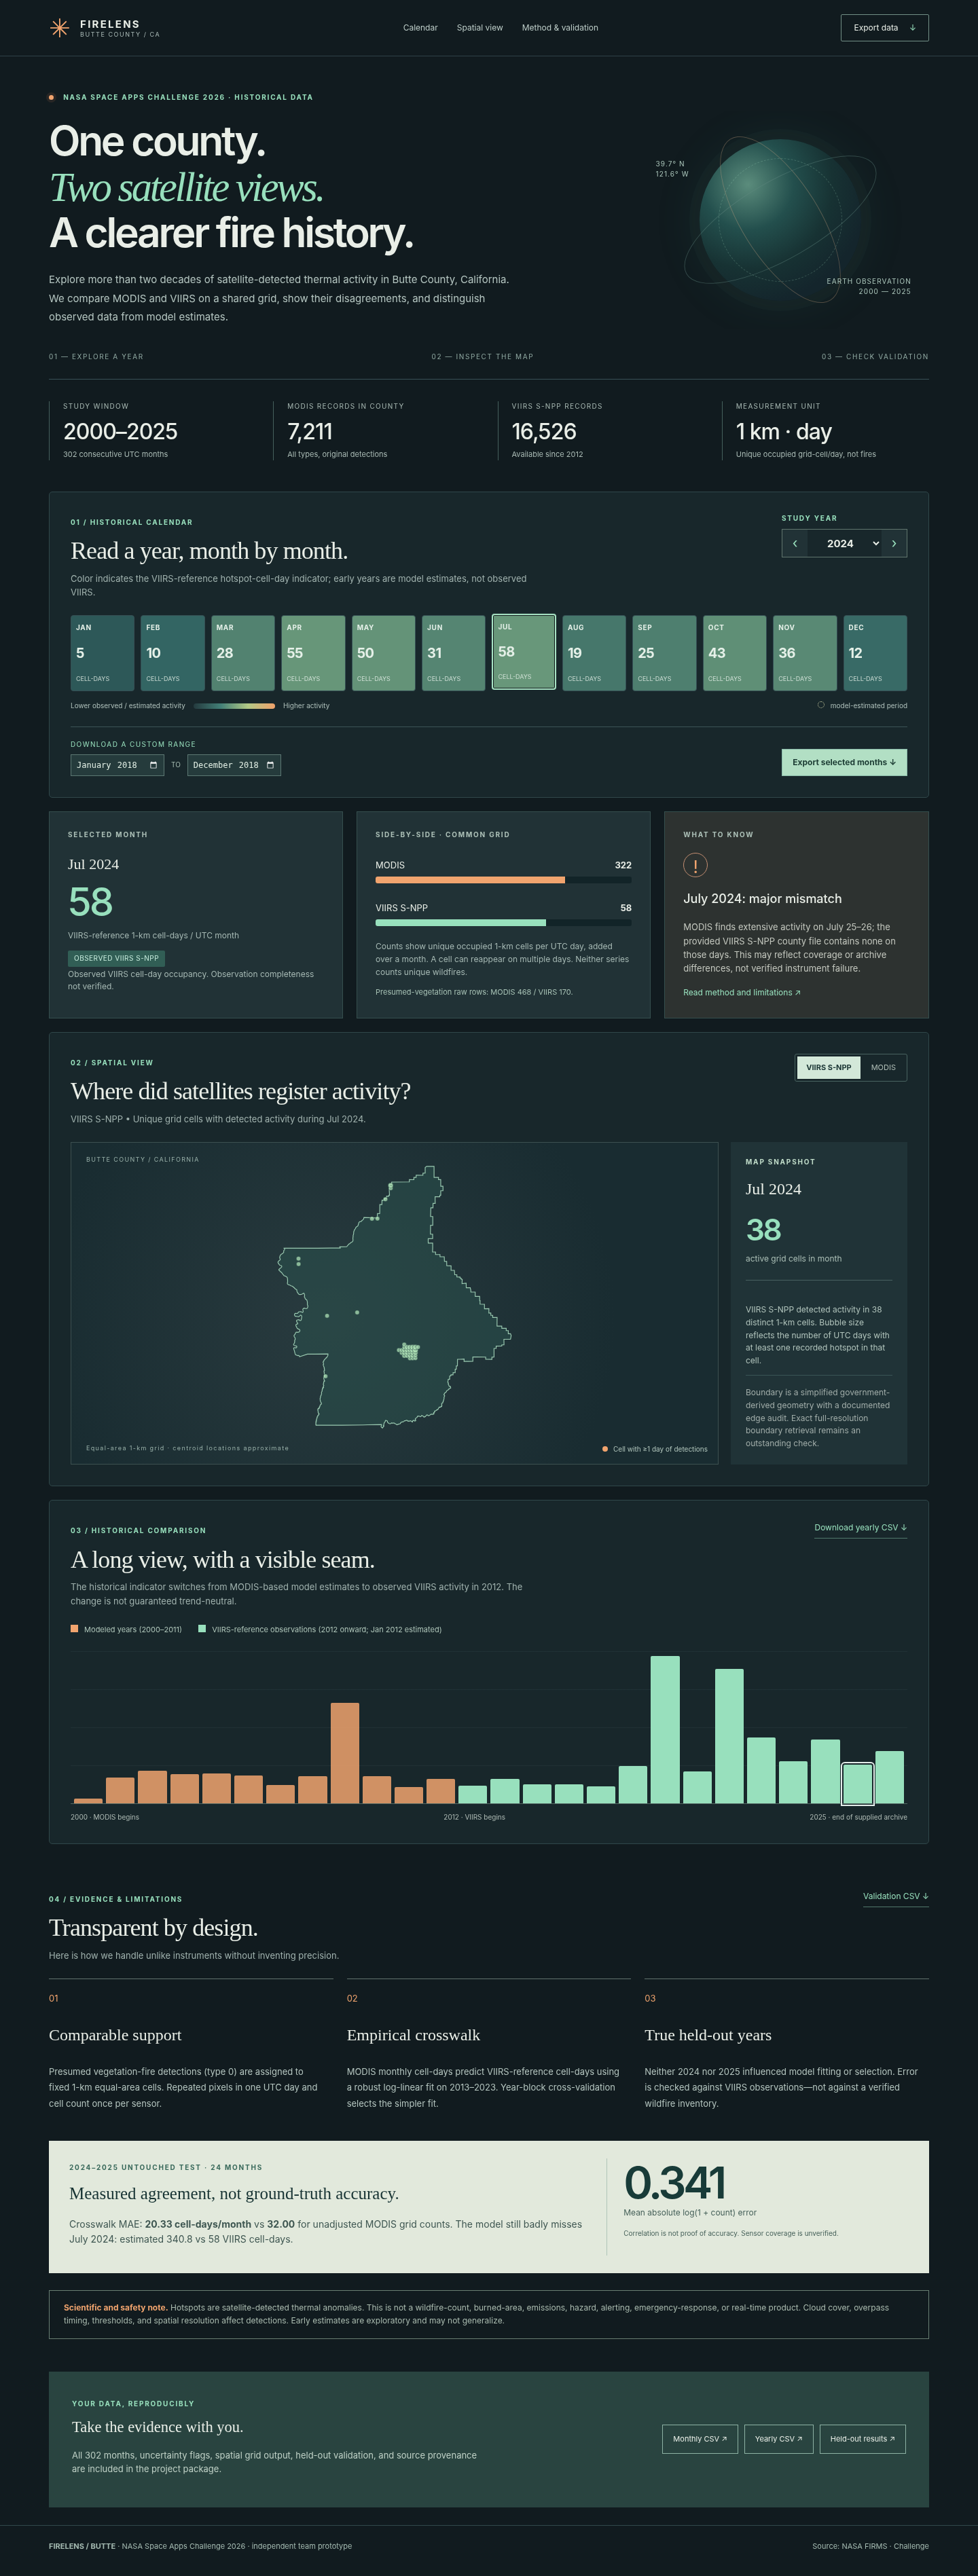 FIRELENS
BUTTE COUNTY / CA
Calendar
Spatial view
Method & validation
Export data ↓
NASA SPACE APPS CHALLENGE 2026 · HISTORICAL DATA
One county.
Two satellite views.
A clearer fire history.
Explore more than two decades of satellite-detected thermal activity in Butte County, California.
We compare MODIS and VIIRS on a shared grid, show their disagreements, and distinguish
observed data from model estimates.
39.7° N
121.6° W
EARTH OBSERVATION
2000 — 2025
01 — EXPLORE A YEAR
02 — INSPECT THE MAP
03 — CHECK VALIDATION
STUDY WINDOW
2000–2025
302 consecutive UTC months
MODIS RECORDS IN COUNTY
7,211
All types, original detections
VIIRS S-NPP RECORDS
16,526
Available since 2012
MEASUREMENT UNIT
1 km · day
Unique occupied grid-cell/day, not fires
01 / HISTORICAL CALENDAR
Read a year, month by month.
Color indicates the VIIRS-reference hotspot-cell-day indicator; early years are model estimates, not observed
VIIRS.
STUDY YEAR
‹ 2024 ›
JAN
5
CELL-DAYS
FEB
10
CELL-DAYS
MAR
28
CELL-DAYS
APR
55
CELL-DAYS
MAY
50
CELL-DAYS
JUN
31
CELL-DAYS
JUL
58
CELL-DAYS
AUG
19
CELL-DAYS
SEP
25
CELL-DAYS
OCT
43
CELL-DAYS
NOV
36
CELL-DAYS
DEC
12
CELL-DAYS
Lower observed / estimated activity
Higher activity
model-estimated period
DOWNLOAD A CUSTOM RANGE
January 2018
TO
December 2018
Export selected months ↓
SELECTED MONTH
Jul 2024
58
VIIRS-reference 1-km cell-days / UTC month
OBSERVED VIIRS S-NPP
Observed VIIRS cell-day occupancy. Observation completeness
not verified.
SIDE-BY-SIDE · COMMON GRID
MODIS 322
VIIRS S-NPP 58
Counts show unique occupied 1-km cells per UTC day, added
over a month. A cell can reappear on multiple days. Neither series
counts unique wildfires.
Presumed-vegetation raw rows: MODIS 468 / VIIRS 170.
WHAT TO KNOW
!
July 2024: major mismatch
MODIS finds extensive activity on July 25–26; the
provided VIIRS S-NPP county file contains none on
those days. This may reflect coverage or archive
differences, not verified instrument failure.
Read method and limitations ↗
02 / SPATIAL VIEW
Where did satellites register activity?
VIIRS S-NPP • Unique grid cells with detected activity during Jul 2024.
VIIRS S-NPP
MODIS
BUTTE COUNTY / CALIFORNIA
Equal-area 1-km grid · centroid locations approximate
Cell with ≥1 day of detections
MAP SNAPSHOT
Jul 2024
38
active grid cells in month
VIIRS S-NPP detected activity in 38
distinct 1-km cells. Bubble size
reflects the number of UTC days with
at least one recorded hotspot in that
cell.
Boundary is a simplified government-
derived geometry with a documented
edge audit. Exact full-resolution
boundary retrieval remains an
outstanding check.
03 / HISTORICAL COMPARISON
A long view, with a visible seam.
The historical indicator switches from MODIS-based model estimates to observed VIIRS activity in 2012. The
change is not guaranteed trend-neutral.
Download yearly CSV ↓
Modeled years (2000–2011)
VIIRS-reference observations (2012 onward; Jan 2012 estimated)
2000 · MODIS begins
2012 · VIIRS begins
2025 · end of supplied archive
04 / EVIDENCE & LIMITATIONS
Transparent by design.
Here is how we handle unlike instruments without inventing precision.
Validation CSV ↓
01
Comparable support
Presumed vegetation-fire detections (type 0) are assigned to
fixed 1-km equal-area cells. Repeated pixels in one UTC day and
cell count once per sensor.
02
Empirical crosswalk
MODIS monthly cell-days predict VIIRS-reference cell-days using
a robust log-linear fit on 2013–2023. Year-block cross-validation
selects the simpler fit.
03
True held-out years
Neither 2024 nor 2025 influenced model fitting or selection. Error
is checked against VIIRS observations—not against a verified
wildfire inventory.
2024–2025 UNTOUCHED TEST · 24 MONTHS
Measured agreement, not ground-truth accuracy.
Crosswalk MAE: 20.33 cell-days/month vs 32.00 for unadjusted MODIS grid counts. The model still badly misses
July 2024: estimated 340.8 vs 58 VIIRS cell-days.
0.341
Mean absolute log(1 + count) error
Correlation is not proof of accuracy. Sensor coverage is unverified.
Scientific and safety note. Hotspots are satellite-detected thermal anomalies. This is not a wildfire-count, burned-area, emissions, hazard, alerting, emergency-response, or real-time product. Cloud cover, overpass
timing, thresholds, and spatial resolution affect detections. Early estimates are exploratory and may not generalize.
YOUR DATA, REPRODUCIBLY
Take the evidence with you.
All 302 months, uncertainty flags, spatial grid output, held-out validation, and source provenance
are included in the project package.
Monthly CSV ↗
Yearly CSV ↗
Held-out results ↗
FIRELENS / BUTTE · NASA Space Apps Challenge 2026 · independent team prototype
Source: NASA FIRMS · Challenge